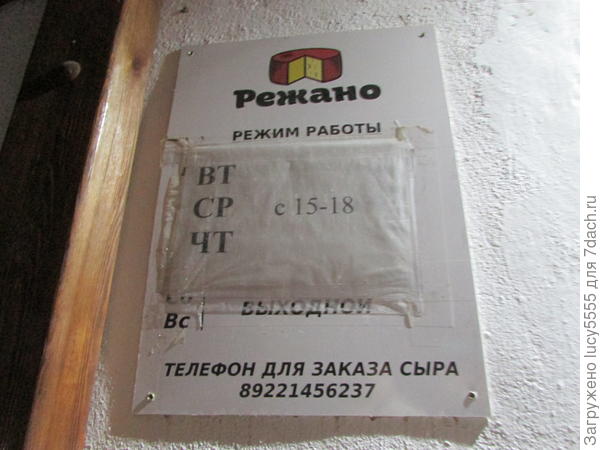 Режано
РЕЖИМ РАБОТЫ
ВТ
СР с 15-18
ЧТ
ВЫХОДНОЙ
Вс
ТЕЛЕФОН ДЛЯ ЗАКАЗА СЫРА
89221456237
Загружено lucy5555 для 7dach.ru